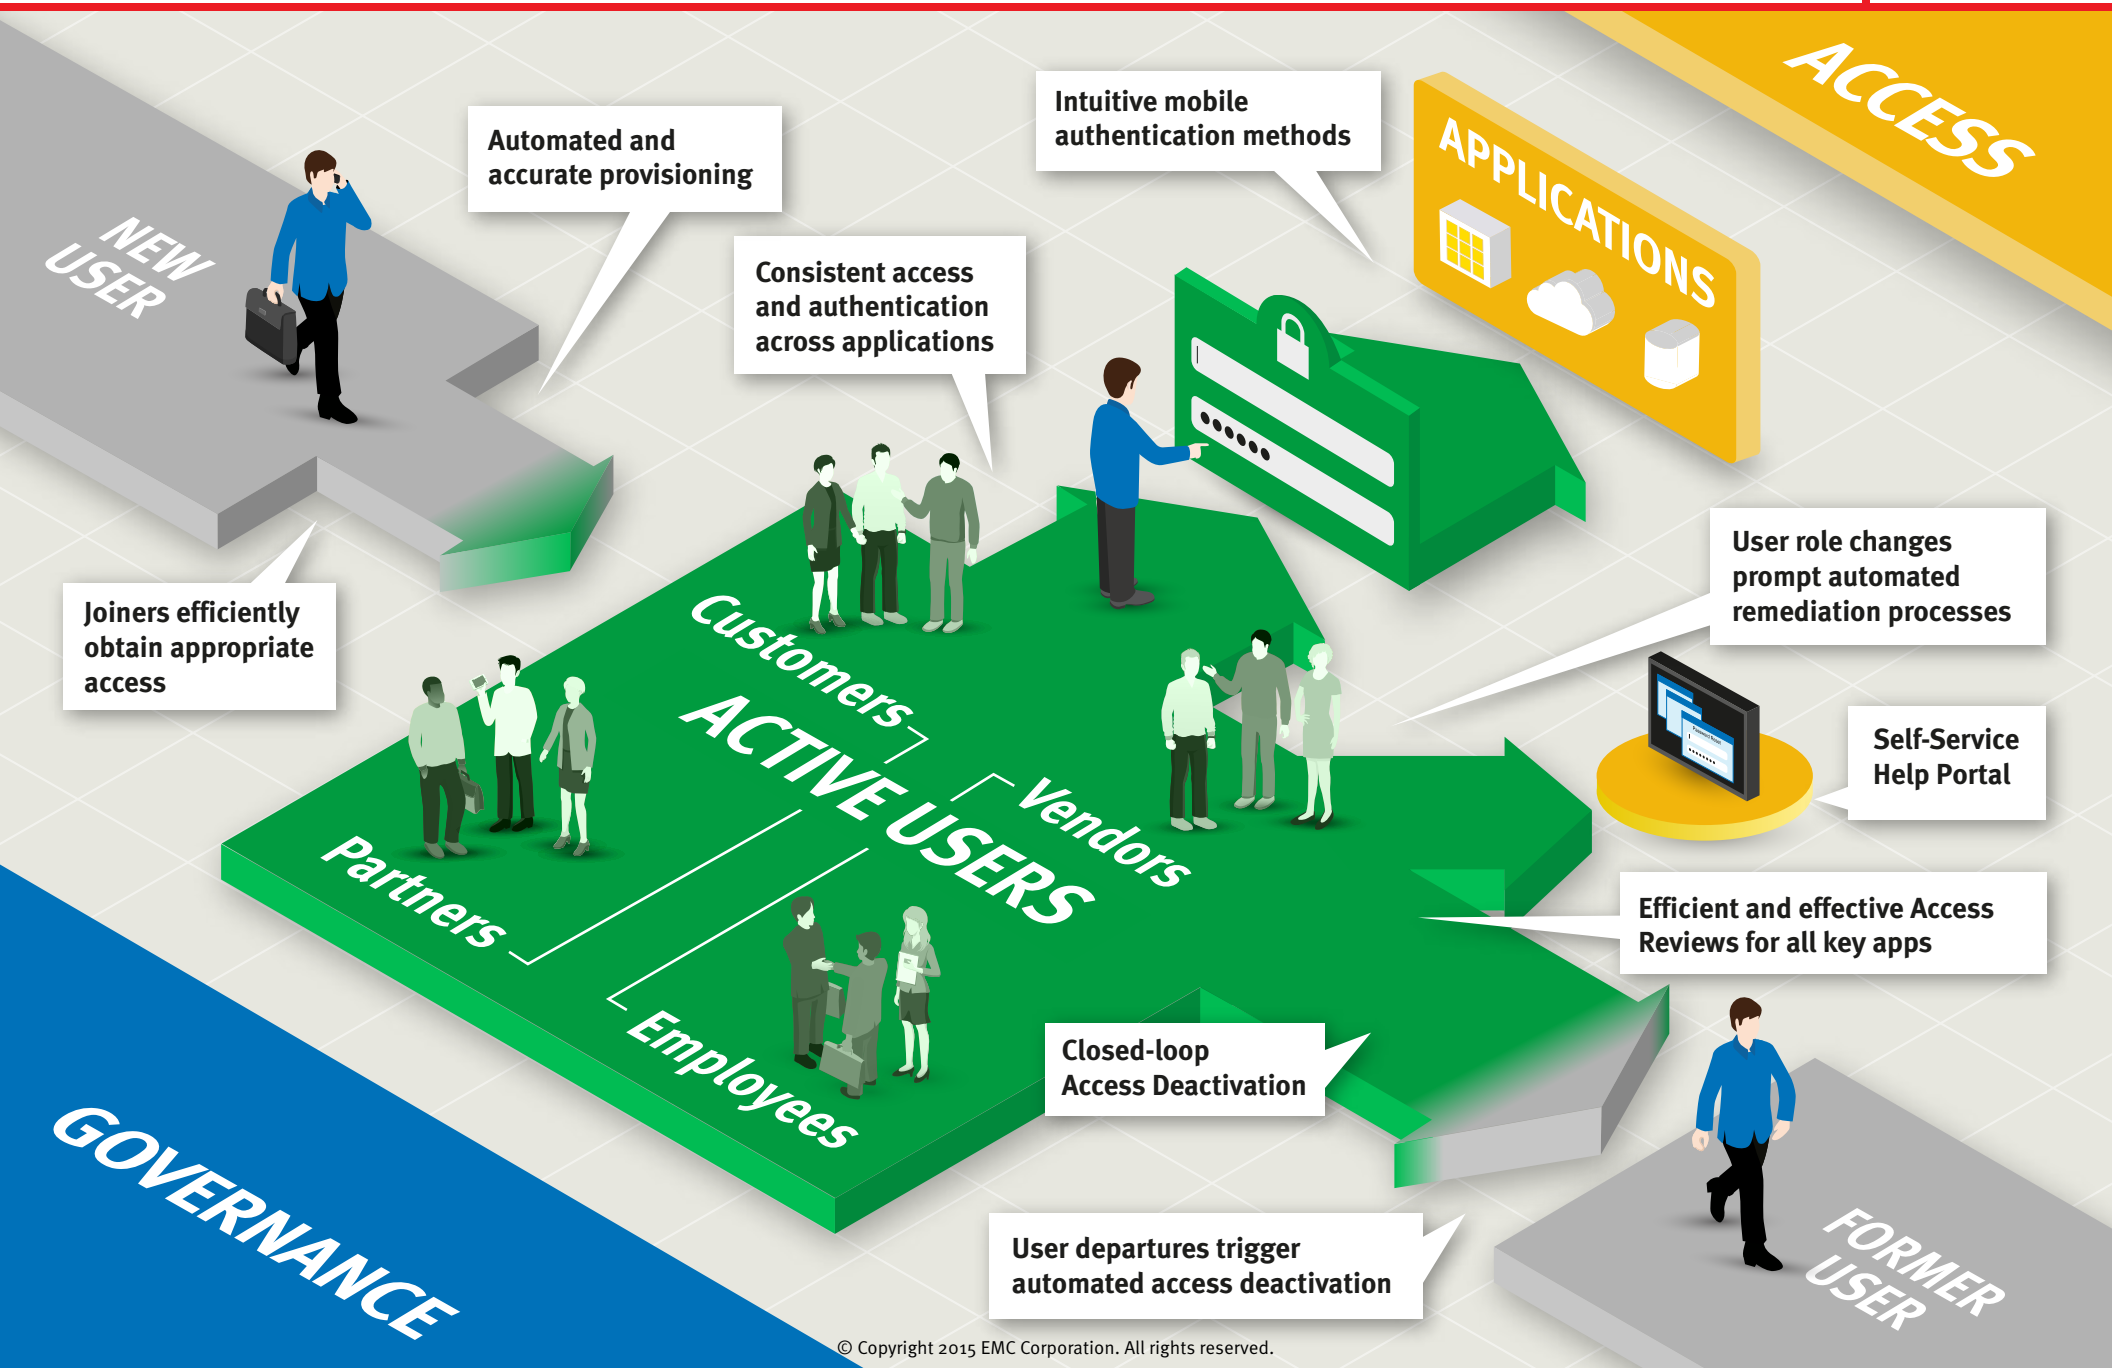 ACCESS
Intuitive mobile
authentication methods
APPLICATIONS
Automated and
accurate provisioning
NEW
USER
Consistent access
and authentication
across applications
User role changes
prompt automated
remediation processes
Joiners efficiently
obtain appropriate
access
Customers
ACTIVE USERS
Vendors
Partners
Employees
Password Reset
Self-Service
Help Portal
Efficient and effective Access
Reviews for all key apps
Closed-loop
Access Deactivation
GOVERNANCE
User departures trigger
automated access deactivation
FORMER
USER
© Copyright 2015 EMC Corporation. All rights reserved.